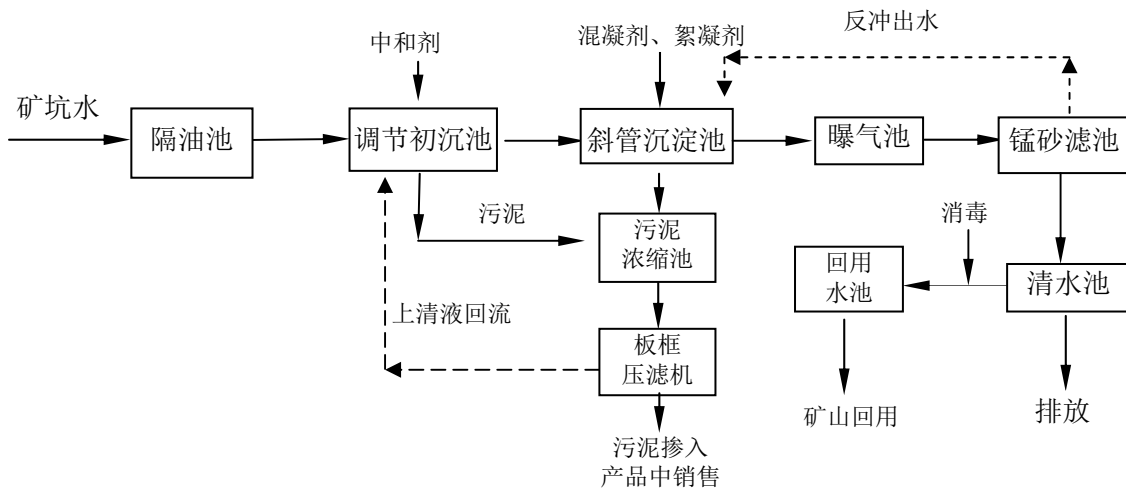 混凝剂、絮凝剂
反冲出水
中和剂
矿坑水
隔油池
调节初沉池
斜管沉淀池
曝气池
锰砂滤池
污泥
消毒
污泥
浓缩池
回用
水池
清水池
上清液回流
板框
压滤机
矿山回用
排放
污泥掺入
产品中销售